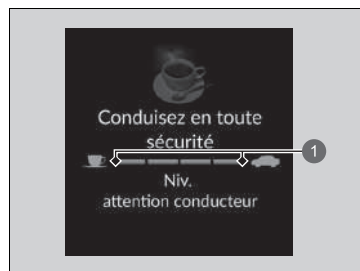 Conduisez en toute
sécurité
1
Niv.
attention conducteur